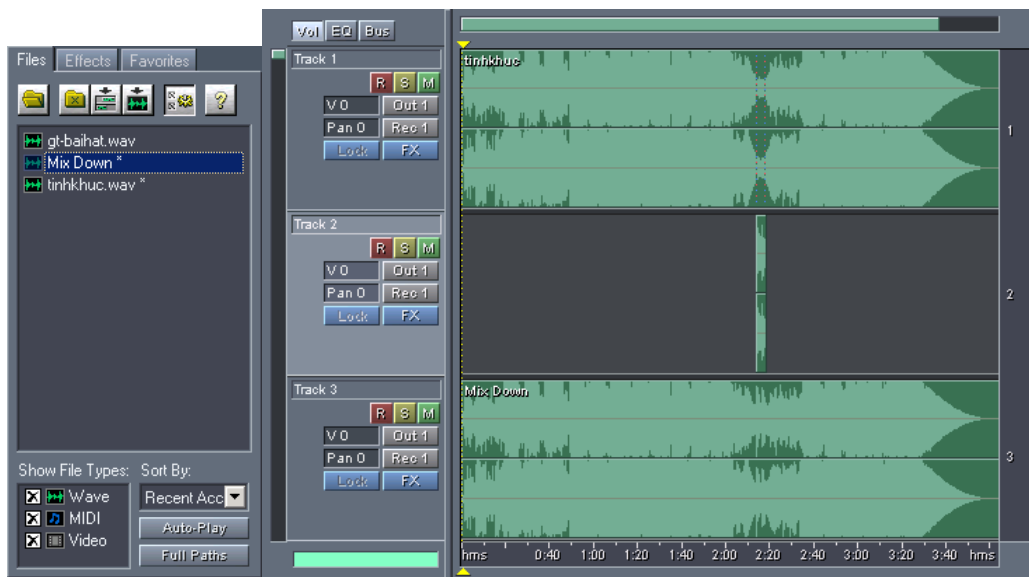 Files Effects Favorites
gt-baihat.wav
Mix Down *
tinhkhuc.wav *
Show File Types: Sort By:
Wave
MIDI
Video
Recent Acc
Auto-Play
Full Paths
Vol EQ Bus
Track 1
R S M
V 0 Out 1
Pan 0 Rec 1
Lock FX
Track 2
R S M
V 0 Out 1
Pan 0 Rec 1
Lock FX
Track 3
R S M
V 0 Out 1
Pan 0 Rec 1
Lock FX
tinhkhuc
1
2
Mix Down
3
hms 0:40 1:00 1:20 1:40 2:00 2:20 2:40 3:00 3:20 3:40 hms